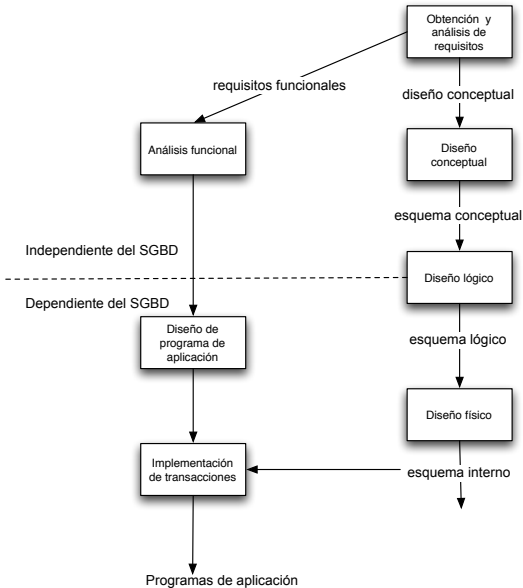 Obtención y
análisis de
requisitos
requisitos funcionales
diseño conceptual
Análisis funcional
Diseño
conceptual
esquema conceptual
Independiente del SGBD
Diseño lógico
Dependiente del SGBD
Diseño de
programa de
aplicación
esquema lógico
Diseño físico
Implementación
de transacciones
esquema interno
Programas de aplicación